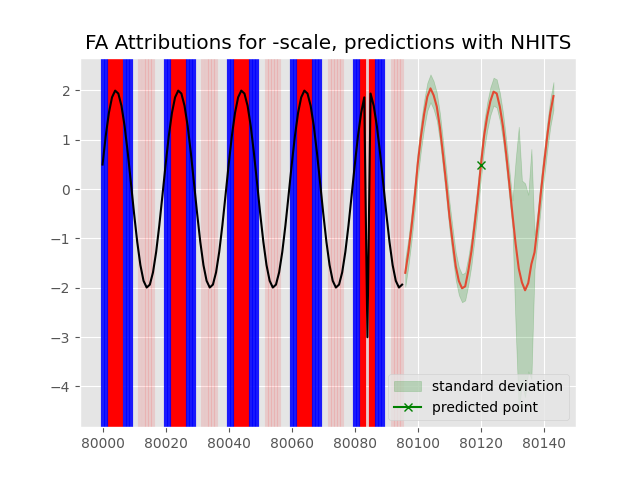 FA Attributions for -scale, predictions with NHITS
2
1
0
−1
−2
−3
−4
standard deviation
predicted point
80000 80020 80040 80060 80080 80100 80120 80140